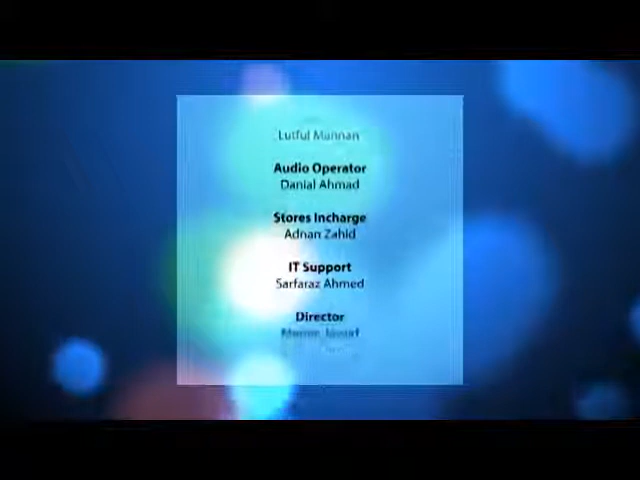 Lutful Mannan
Audio Operator
Danial Ahmad
Stores Incharge
Adnan Zahid
IT Support
Sarfaraz Ahmed
Director